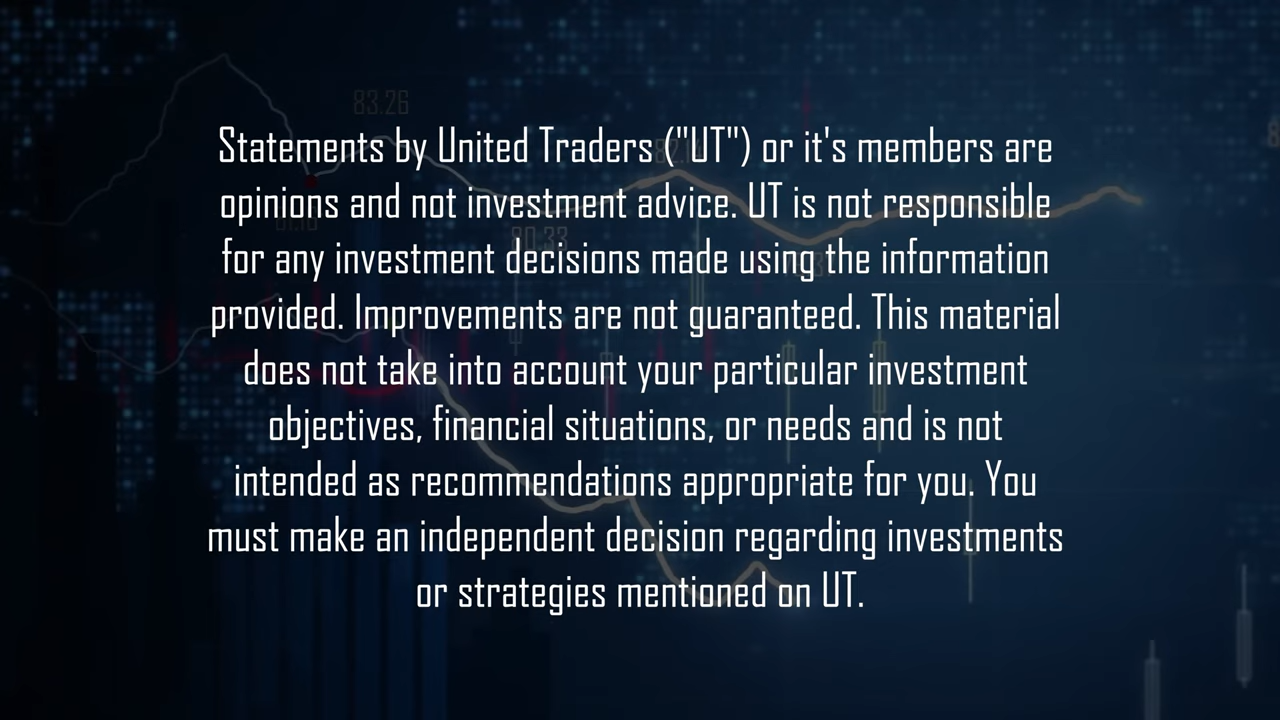 83.26
Statements by United Traders ("UT") or it's members are
opinions and not investment advice. UT is not responsible
for any investment decisions made using the information
provided. Improvements are not guaranteed. This material
does not take into account your particular investment
objectives, financial situations, or needs and is not
intended as recommendations appropriate for you. You
must make an independent decision regarding investments
or strategies mentioned on UT.